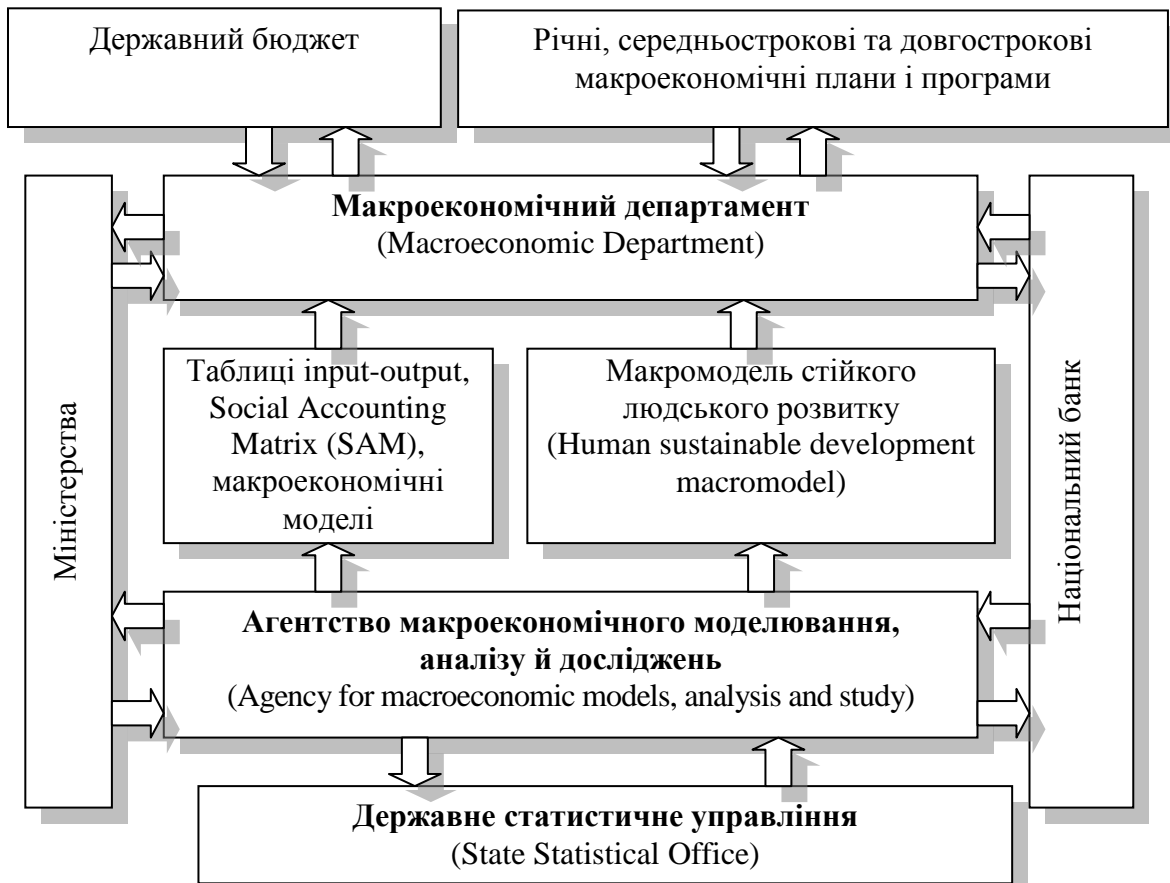 Державний бюджет
Річні, середньострокові та довгострокові
макроекономічні плани і програми
Макроекономічний департамент
(Macroeconomic Department)
Міністерства
Національний банк
Таблиці input-output,
Social Accounting
Matrix (SAM),
макроекономічні
моделі
Макромодель стійкого
людського розвитку
(Human sustainable development
macromodel)
Агентство макроекономічного моделювання,
аналізу й досліджень
(Agency for macroeconomic models, analysis and study)
Державне статистичне управління
(State Statistical Office)